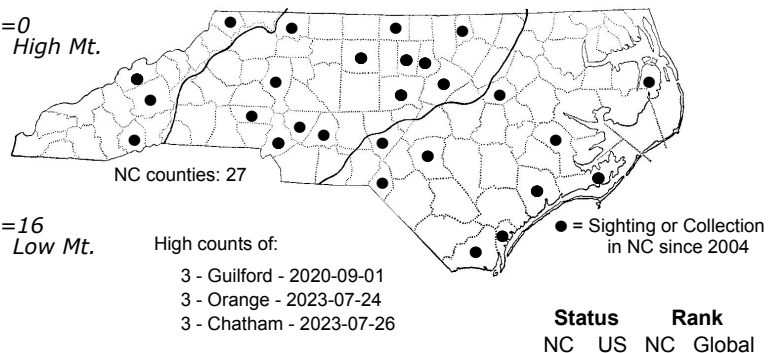 =0
High Mt.
NC counties: 27
=16
Low Mt.
High counts of:
3 - Guilford - 2020-09-01
3 - Orange - 2023-07-24
3 - Chatham - 2023-07-26
● = Sighting or Collection
in NC since 2004
Status Rank
NC US NC Global